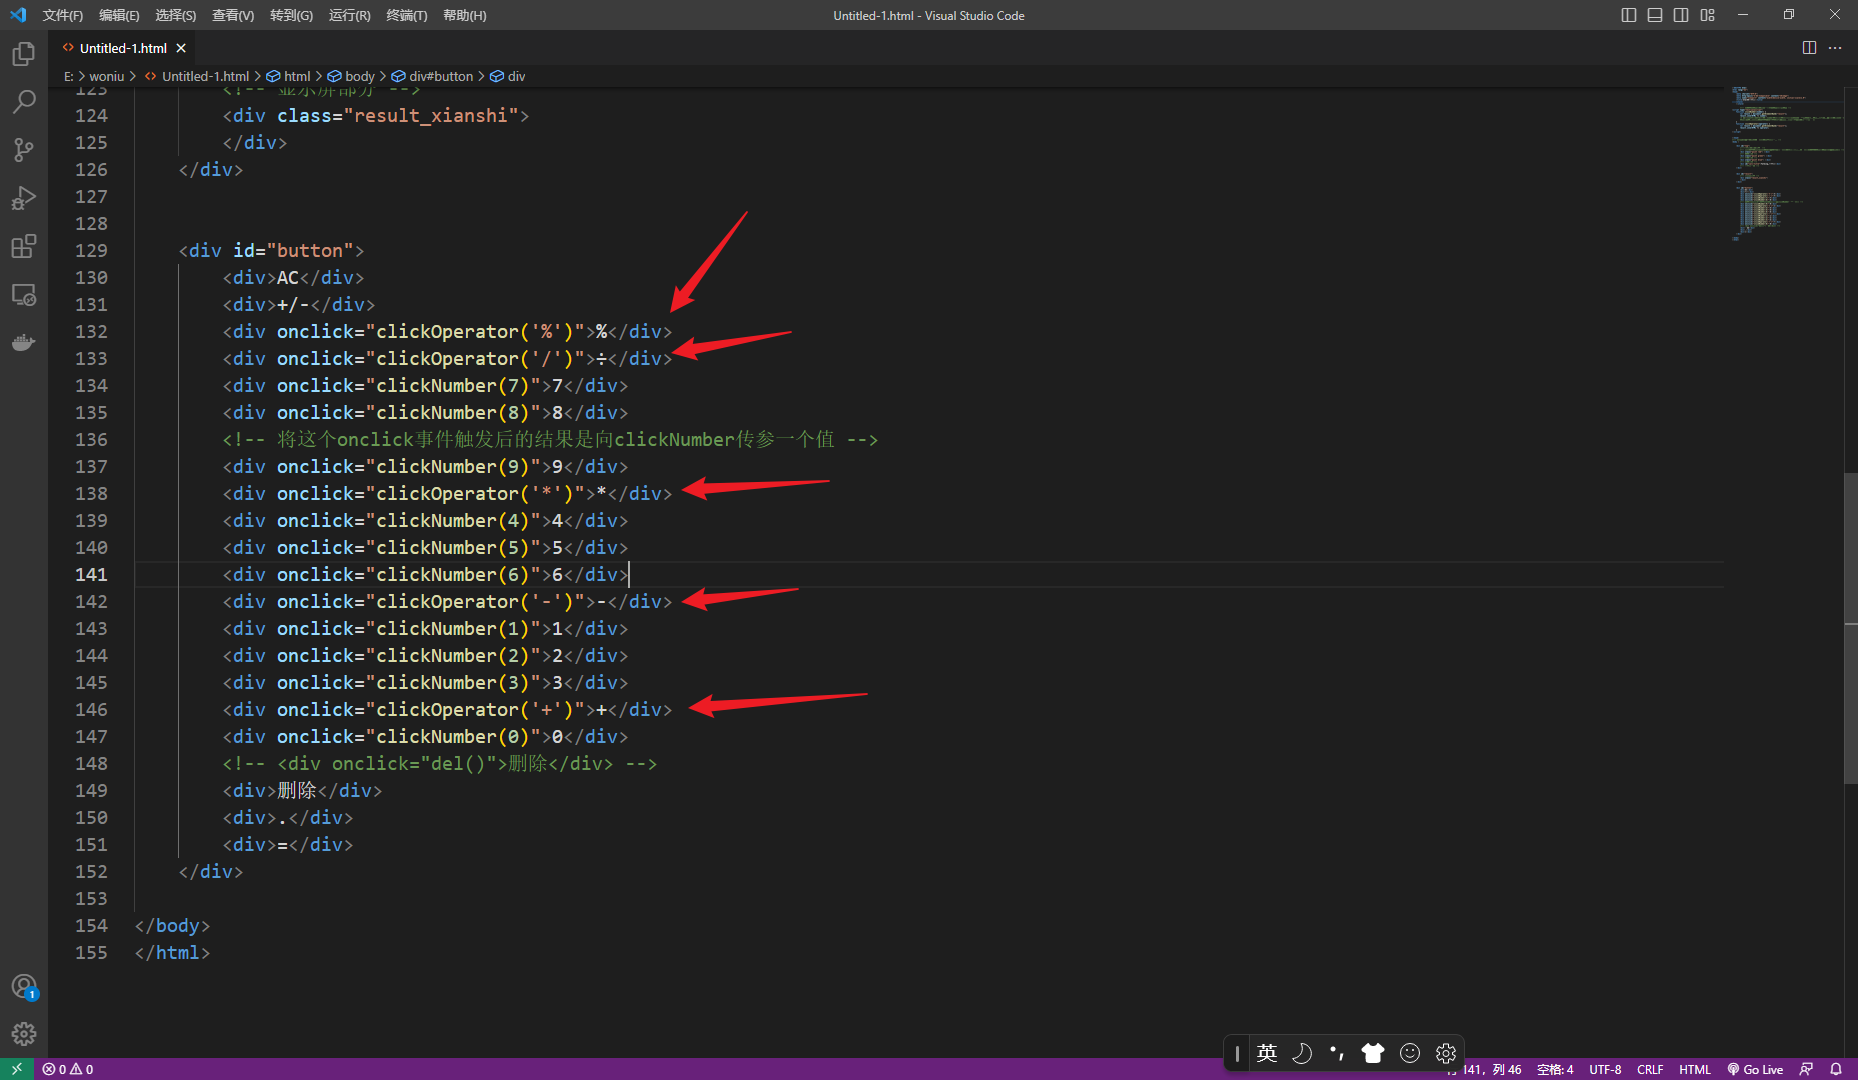 文件(F) 编辑(E) 选择(S) 查看(V) 转到(G) 运行(R) 终端(T) 帮助(H) Untitled-1.html - Visual Studio Code
Untitled-1.html
E: > woniu > Untitled-1.html > html > body > div#button > div
123 <!-- 显示屏部分 -->
124 <div class="result_xianshi">
125 </div>
126 </div>
127
128
129 <div id="button">
130 <div>AC</div>
131 <div>+/-</div>
132 <div onclick="clickOperator('%')">%</div>
133 <div onclick="clickOperator('/')">÷</div>
134 <div onclick="clickNumber(7)">7</div>
135 <div onclick="clickNumber(8)">8</div>
136 <!-- 将这个onclick事件触发后的结果是向clickNumber传参一个值 -->
137 <div onclick="clickNumber(9)">9</div>
138 <div onclick="clickOperator('*')">*</div>
139 <div onclick="clickNumber(4)">4</div>
140 <div onclick="clickNumber(5)">5</div>
141 <div onclick="clickNumber(6)">6</div>
142 <div onclick="clickOperator('-')">-</div>
143 <div onclick="clickNumber(1)">1</div>
144 <div onclick="clickNumber(2)">2</div>
145 <div onclick="clickNumber(3)">3</div>
146 <div onclick="clickOperator('+')">+</div>
147 <div onclick="clickNumber(0)">0</div>
148 <!-- <div onclick="del()">删除</div> -->
149 <div>删除</div>
150 <div>.</div>
151 <div>=</div>
152 </div>
153
154 </body>
155 </html>
1
英
0 0 行 141, 列 46 空格: 4 UTF-8 CRLF HTML Go Live